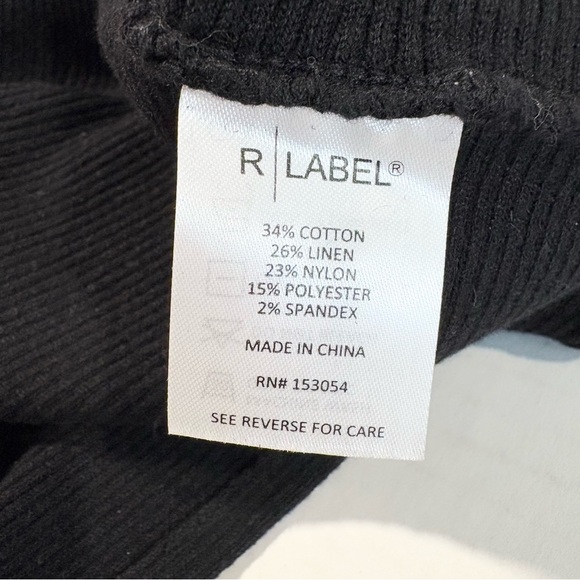 R | LABEL®
34% COTTON
26% LINEN
23% NYLON
15% POLYESTER
2% SPANDEX
MADE IN CHINA
RN# 153054
SEE REVERSE FOR CARE